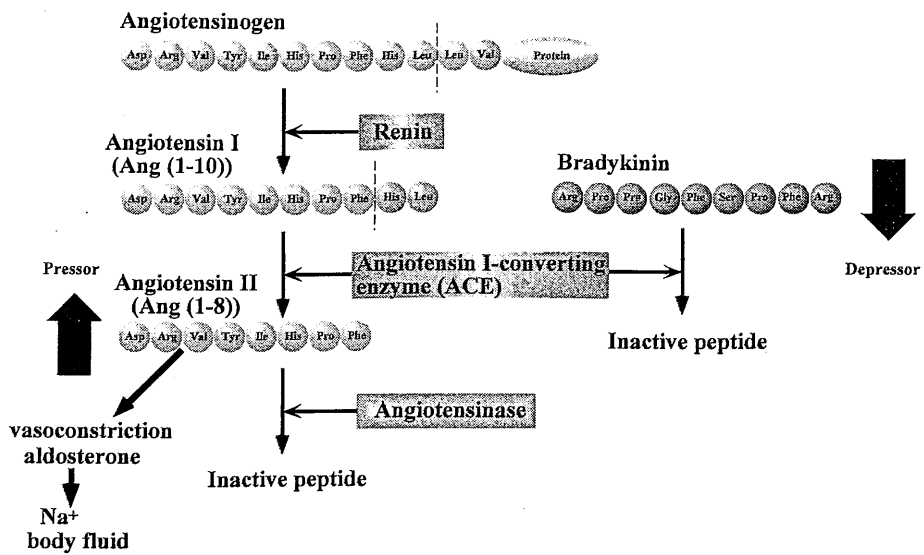 Angiotensinogen
Asp Arg Val Tyr Ile His Pro Phe His Leu Leu Val Protein
Renin
Angiotensin I
(Ang (1-10))
Asp Arg Val Tyr Ile His Pro Phe His Leu
Bradykinin
Arg Pro Pro Gly Phe Ser Pro Phe Arg
Pressor
Depressor
Angiotensin I-converting
enzyme (ACE)
Angiotensin II
(Ang (1-8))
Asp Arg Val Tyr Ile His Pro Phe
Inactive peptide
Angiotensinase
vasoconstriction
aldosterone
Inactive peptide
Na+
body fluid